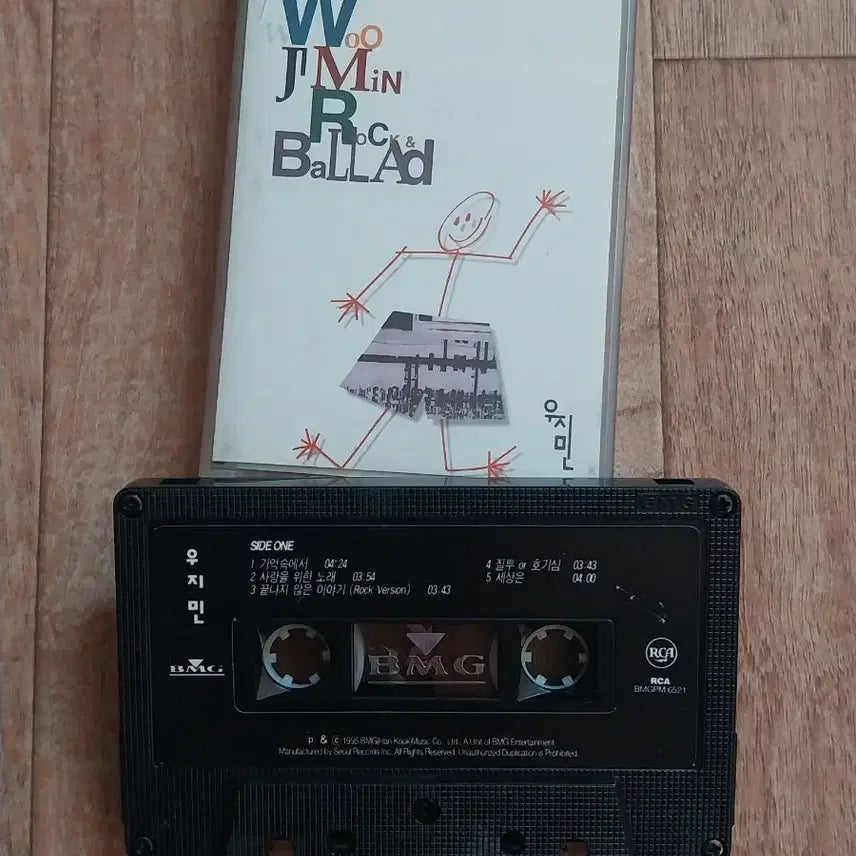 WOO
JIMIN
ROCK &
BaLLAd
우지민
BMG
우지민
SIDE ONE
1 기억속에서 04:24
2 사랑을 위한 노래 03:54
3 끝나지 않은 이야기 (Rock Version) 03:43
4 질투 or 호기심 03:43
5 세상은 04:00
BMG
BMG
RCA
RCA
BMGPM 6521
℗ & © 1995 BMG(Han Kook)Music Co., Ltd. A Unit of BMG Entertainment
Manufactured by Seoul Records Inc. All Rights Reserved. Unauthorized Duplication is Prohibited.